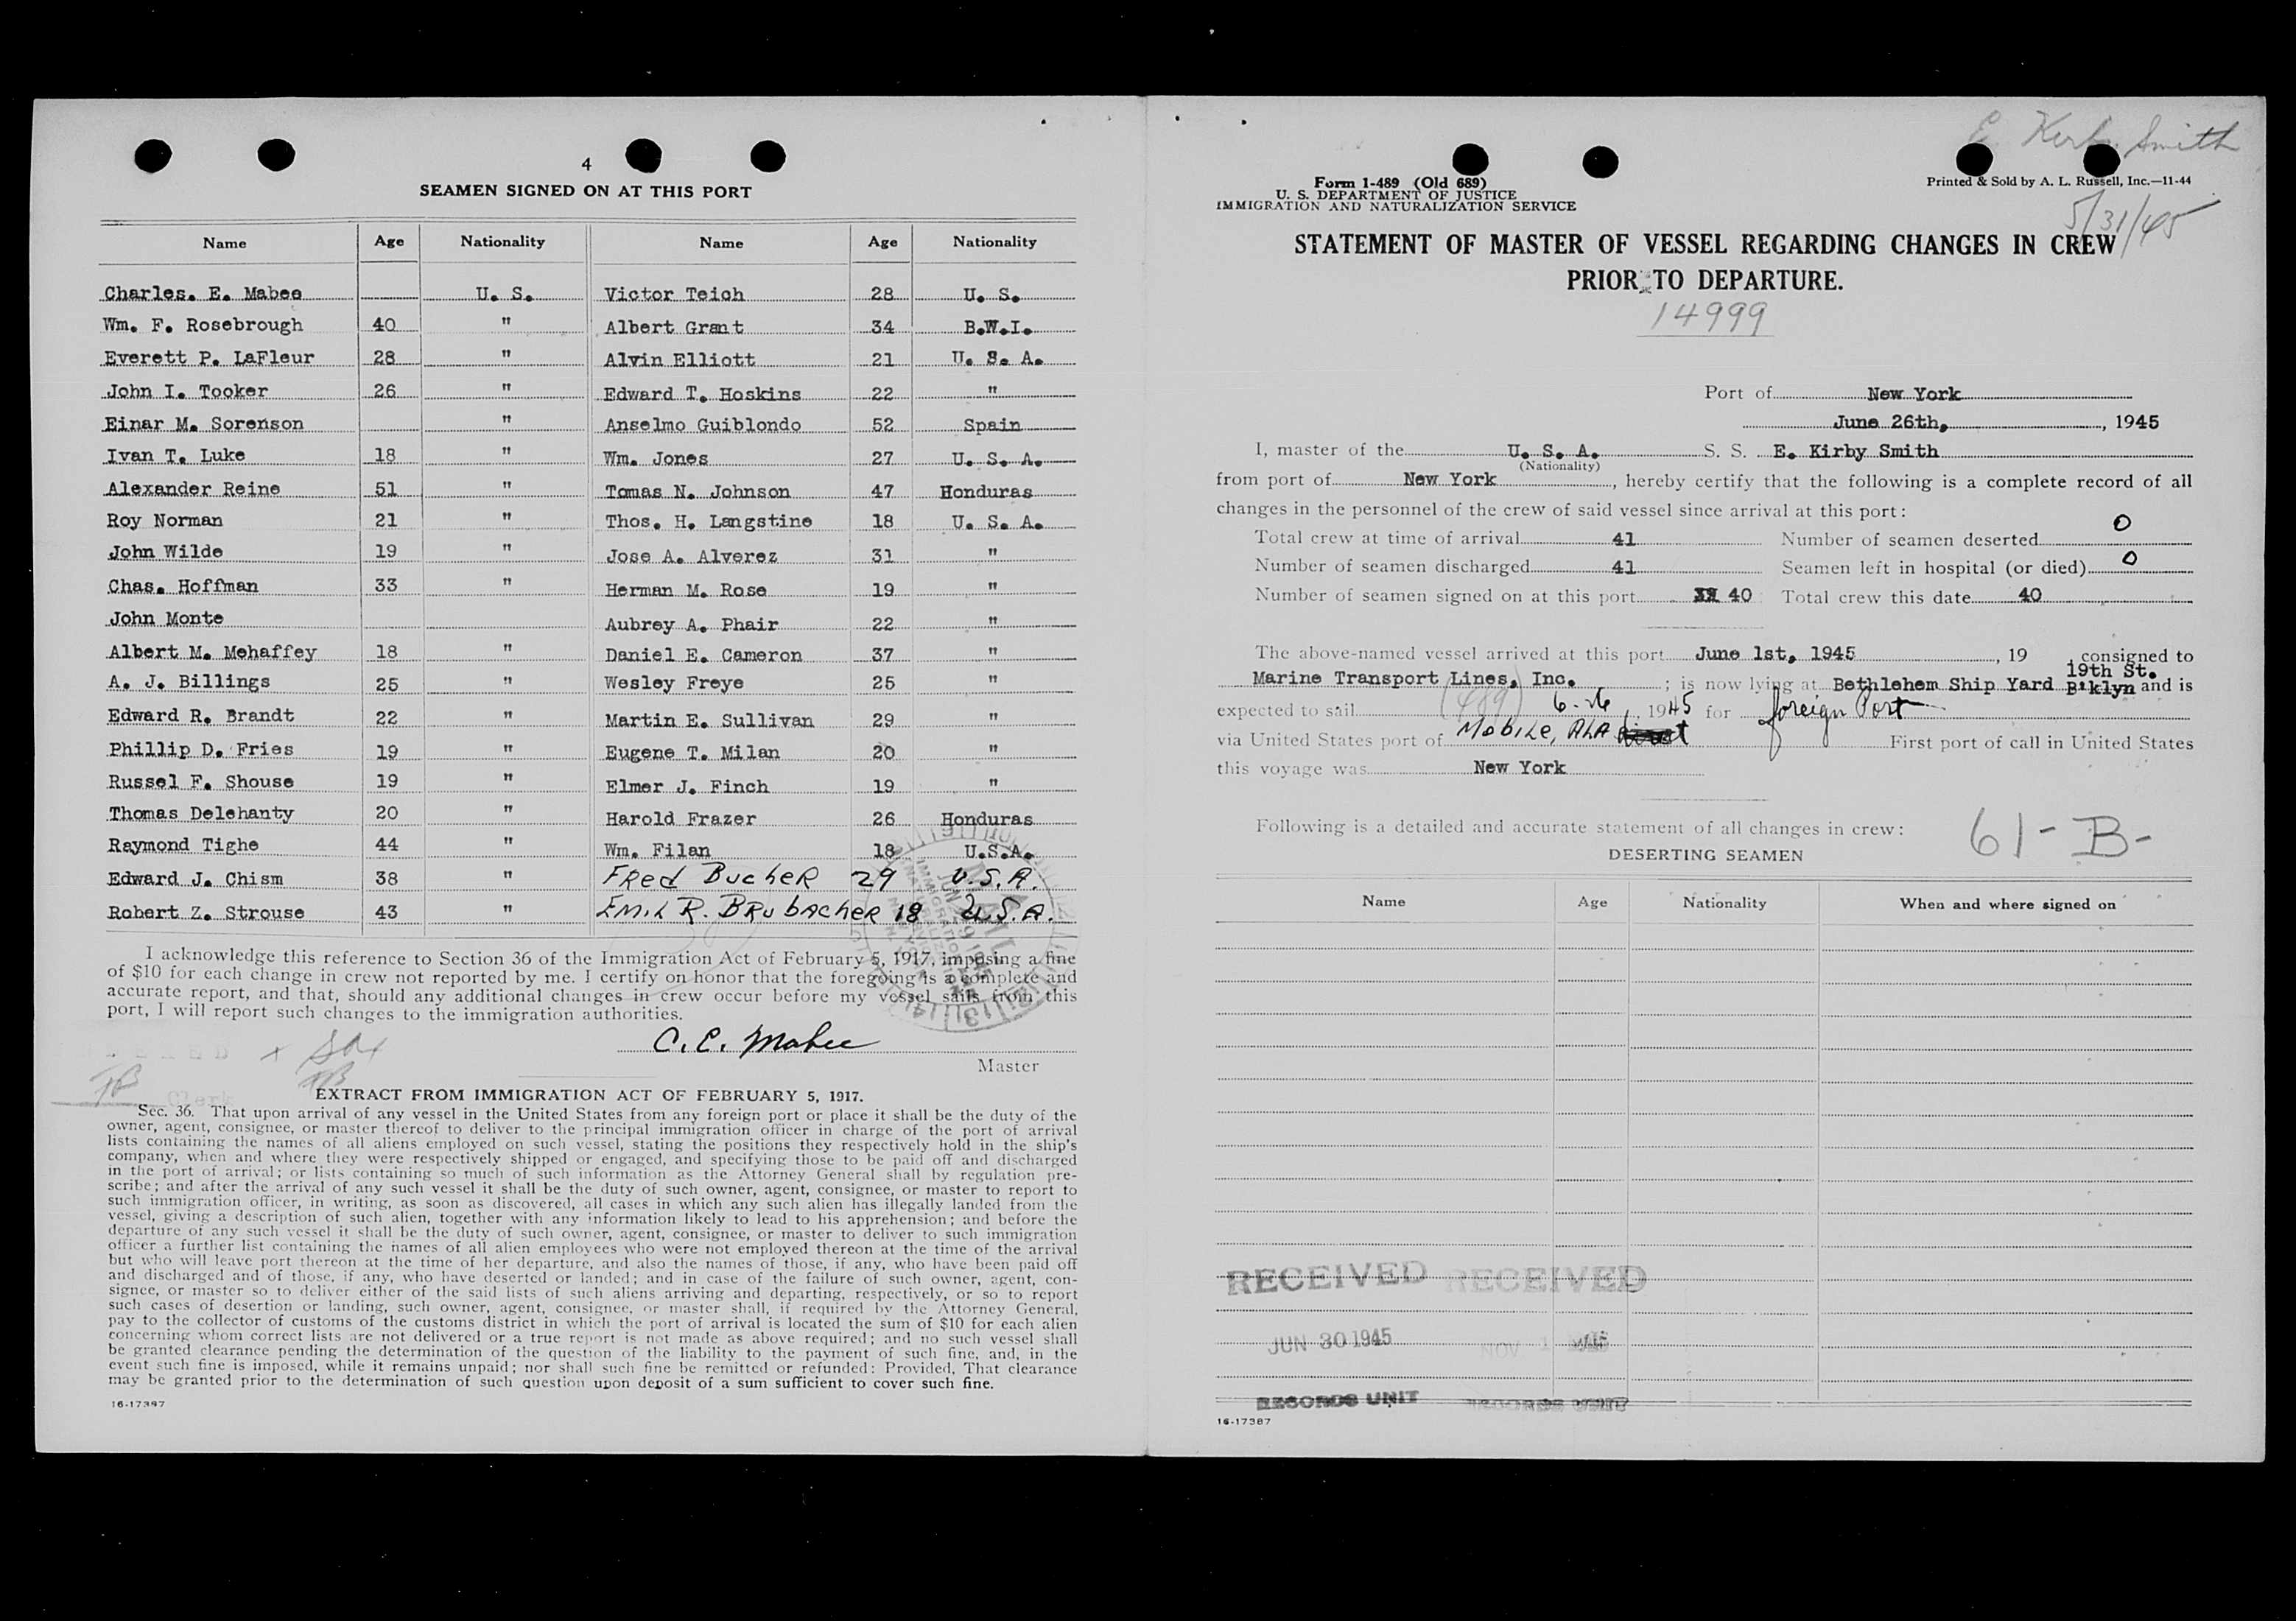 4
SEAMEN SIGNED ON AT THIS PORT
Name Age Nationality Name Age Nationality
Charles. E. Mabee U. S. Victor Teich 28 U. S.
Wm. F. Rosebrough 40 " Albert Grant 34 B.W.I.
Everett P. LaFleur 28 " Alvin Elliott 21 U. S. A.
John I. Tooker 26 " Edward T. Hoskins 22 "
Einar M. Sorenson " Anselmo Guiblondo 52 Spain
Ivan T. Luke 18 " Wm. Jones 27 U. S. A.
Alexander Reine 51 " Tomas N. Johnson 47 Honduras
Roy Norman 21 " Thos. H. Langstine 18 U. S. A.
John Wilde 19 " Jose A. Alverez 31 "
Chas. Hoffman 33 " Herman M. Rose 19 "
John Monte Aubrey A. Phair 22 "
Albert M. Mehaffey 18 " Daniel E. Cameron 37 "
A. J. Billings 25 " Wesley Freye 25 "
Edward R. Brandt 22 " Martin E. Sullivan 29 "
Phillip D. Fries 19 " Eugene T. Milan 20 "
Russel F. Shouse 19 " Elmer J. Finch 19 "
Thomas Delehanty 20 " Harold Frazer 26 Honduras
Raymond Tighe 44 " Wm. Filan 18 U.S.A.
Edward J. Chism 38 " Fred Bucher 29 U.S.A.
Robert Z. Strouse 43 " Emil R. Brubacher 18 U.S.A.
I acknowledge this reference to Section 36 of the Immigration Act of February 5, 1917, imposing a fine
of $10 for each change in crew not reported by me. I certify on honor that the foregoing is a complete and
accurate report, and that, should any additional changes in crew occur before my vessel sails from this
port, I will report such changes to the immigration authorities.
C. E. Mabee
Master
Clerk
EXTRACT FROM IMMIGRATION ACT OF FEBRUARY 5, 1917.
Sec. 36. That upon arrival of any vessel in the United States from any foreign port or place it shall be the duty of the
owner, agent, consignee, or master thereof to deliver to the principal immigration officer in charge of the port of arrival
lists containing the names of all aliens employed on such vessel, stating the positions they respectively hold in the ship's
company, when and where they were respectively shipped or engaged, and specifying those to be paid off and discharged
in the port of arrival; or lists containing so much of such information as the Attorney General shall by regulation pre-
scribe; and after the arrival of any such vessel it shall be the duty of such owner, agent, consignee, or master to report to
such immigration officer, in writing, as soon as discovered, all cases in which any such alien has illegally landed from the
vessel, giving a description of such alien, together with any information likely to lead to his apprehension; and before the
departure of any such vessel it shall be the duty of such owner, agent, consignee, or master to deliver to such immigration
officer a further list containing the names of all alien employees who were not employed thereon at the time of the arrival
but who will leave port thereon at the time of her departure, and also the names of those, if any, who have been paid off
and discharged and of those, if any, who have deserted or landed; and in case of the failure of such owner, agent, con-
signee, or master so to deliver either of the said lists of such aliens arriving and departing, respectively, or so to report
such cases of desertion or landing, such owner, agent, consignee, or master shall, if required by the Attorney General,
pay to the collector of customs of the customs district in which the port of arrival is located the sum of $10 for each alien
concerning whom correct lists are not delivered or a true report is not made as above required; and no such vessel shall
be granted clearance pending the determination of the question of the liability to the payment of such fine, and, in the
event such fine is imposed, while it remains unpaid; nor shall such fine be remitted or refunded: Provided, That clearance
may be granted prior to the determination of such question upon deposit of a sum sufficient to cover such fine.
16-17387
E. Kerby Smith
Form 1-489 (Old 689)
U. S. DEPARTMENT OF JUSTICE
IMMIGRATION AND NATURALIZATION SERVICE
Printed & Sold by A. L. Russell, Inc.—11-44
5/31/45
STATEMENT OF MASTER OF VESSEL REGARDING CHANGES IN CREW
PRIOR TO DEPARTURE.
14999
Port of New York
June 26th, , 1945
I, master of the U. S. A. S. S. E. Kirby Smith
(Nationality)
from port of New York , hereby certify that the following is a complete record of all
changes in the personnel of the crew of said vessel since arrival at this port:
Total crew at time of arrival 41 Number of seamen deserted 0
Number of seamen discharged 41 Seamen left in hospital (or died) 0
Number of seamen signed on at this port 40 Total crew this date 40
The above-named vessel arrived at this port June 1st, 1945 , 19 consigned to
Marine Transport Lines, Inc. ; is now lying at Bethlehem Ship Yard 19th St. B'klyn and is
expected to sail (489) 6-26, 1945 for foreign Port
via United States port of Mobile, Ala First port of call in United States
this voyage was New York
Following is a detailed and accurate statement of all changes in crew: 61-B-
DESERTING SEAMEN
Name Age Nationality When and where signed on
RECEIVED RECEIVED
JUN 30 1945 NOV 1
RECORDS UNIT RECORDS UNIT
16-17387